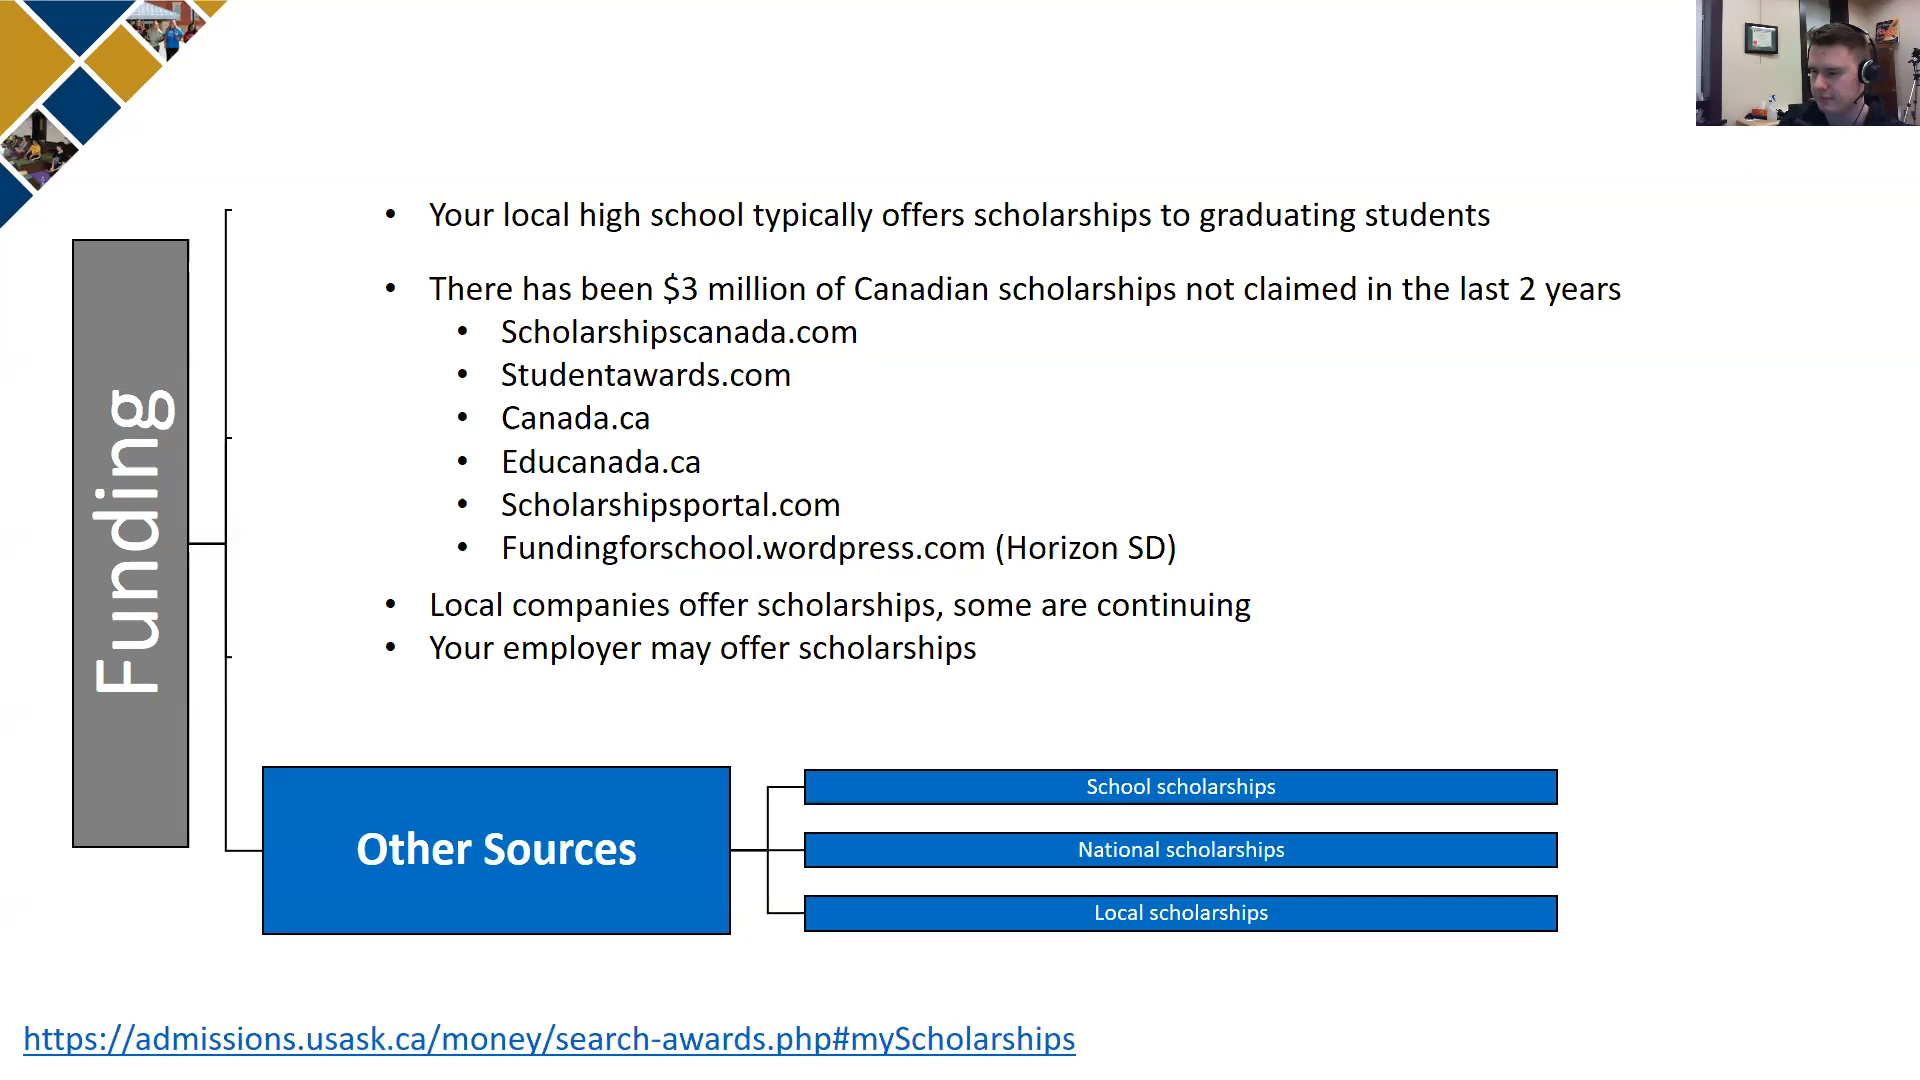 • Your local high school typically offers scholarships to graduating students
• There has been $3 million of Canadian scholarships not claimed in the last 2 years
• Scholarshipscanada.com
• Studentawards.com
• Canada.ca
• Educanada.ca
• Scholarshipsportal.com
• Fundingforschool.wordpress.com (Horizon SD)
• Local companies offer scholarships, some are continuing
• Your employer may offer scholarships
Funding
Other Sources
School scholarships
National scholarships
Local scholarships
https://admissions.usask.ca/money/search-awards.php#myScholarships